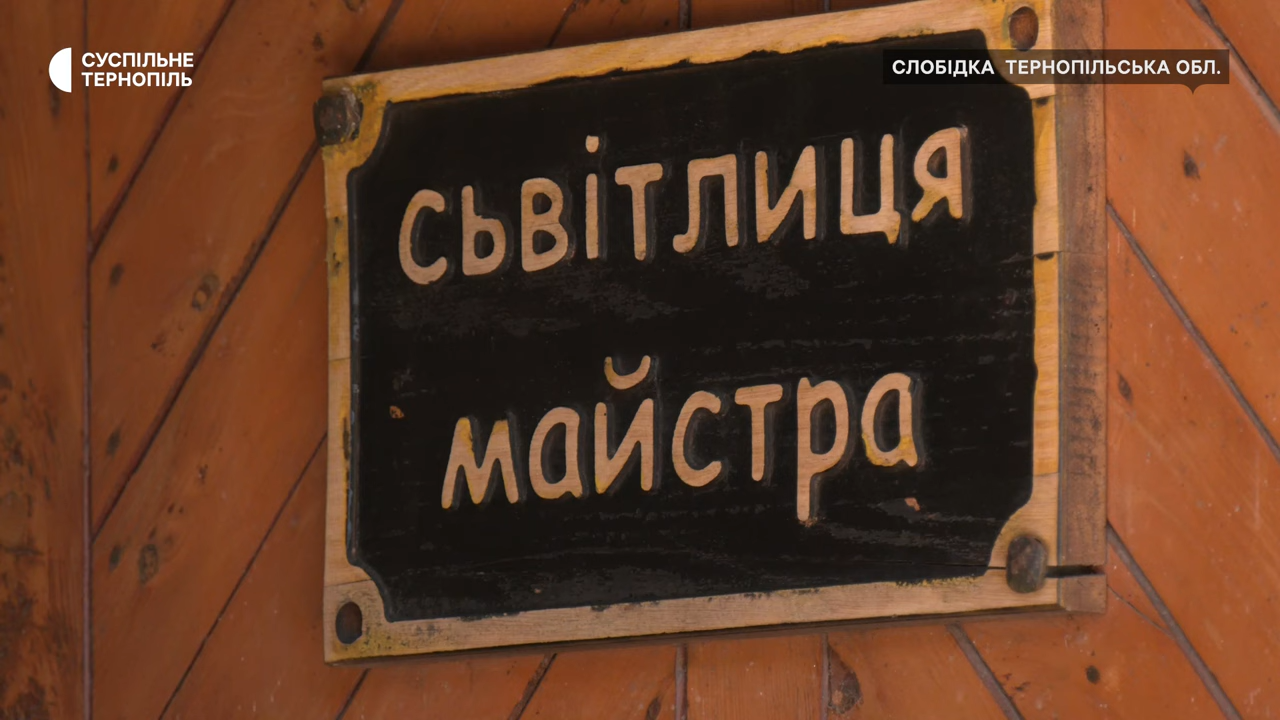 СУСПІЛЬНЕ
ТЕРНОПІЛЬ
СЛОБІДКА ТЕРНОПІЛЬСЬКА ОБЛ.
сьвітлиця
майстра